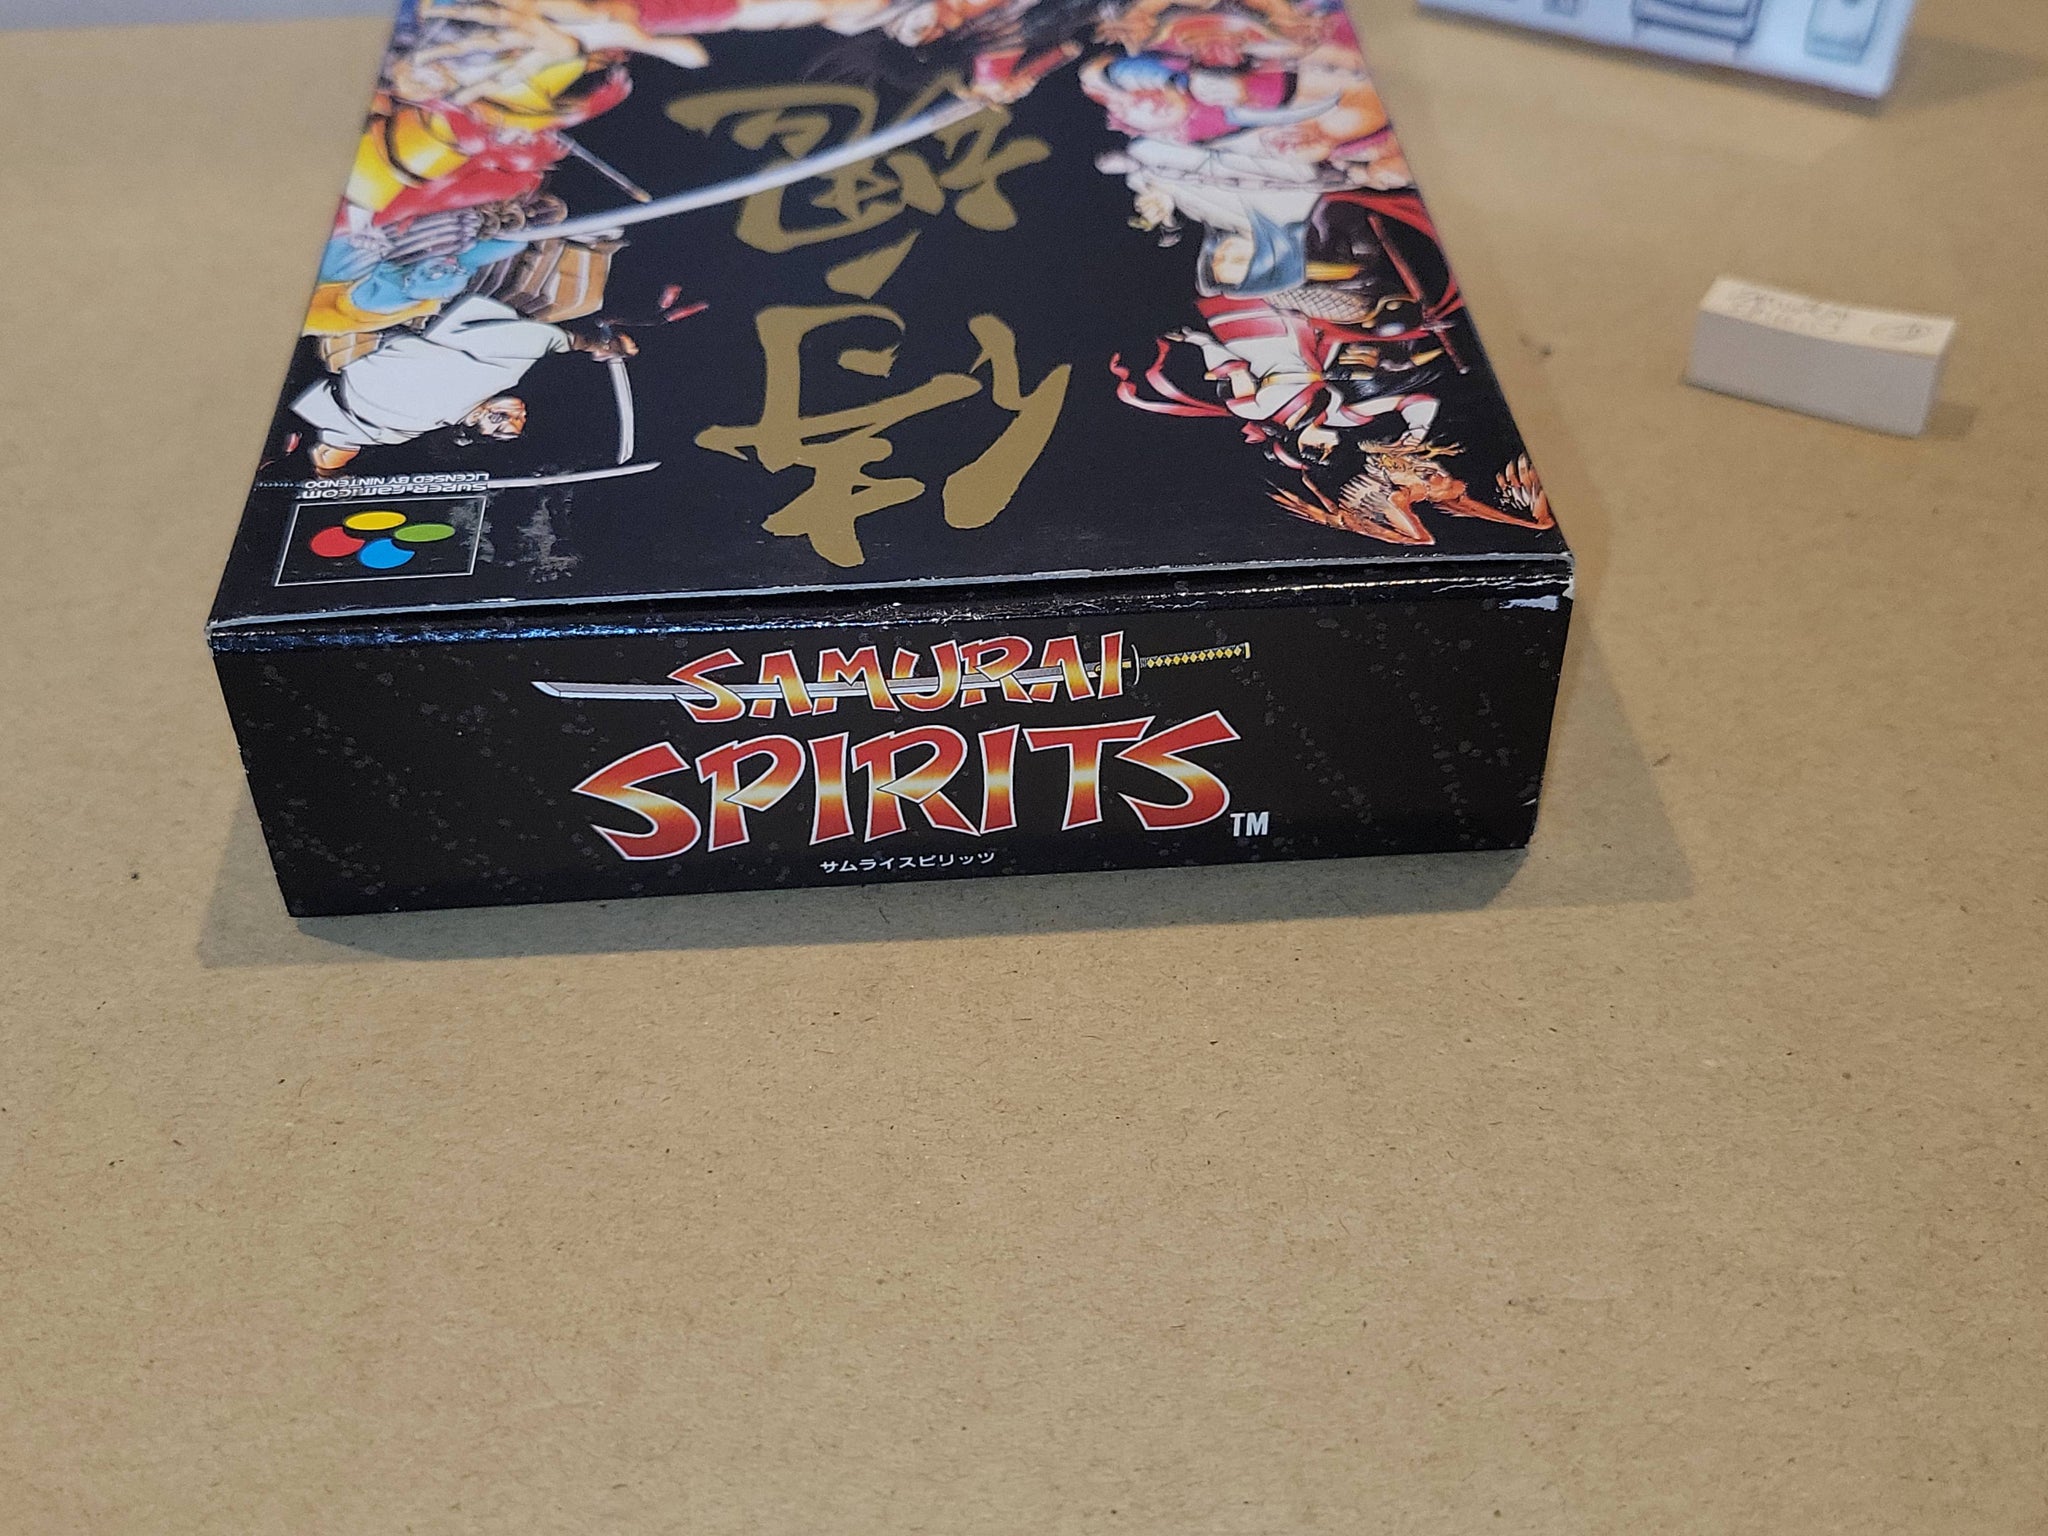 侍魂
SUPER FAMICOM
LICENSED BY NINTENDO
SAMURAI
SPIRITS
TM
サムライスピリッツ